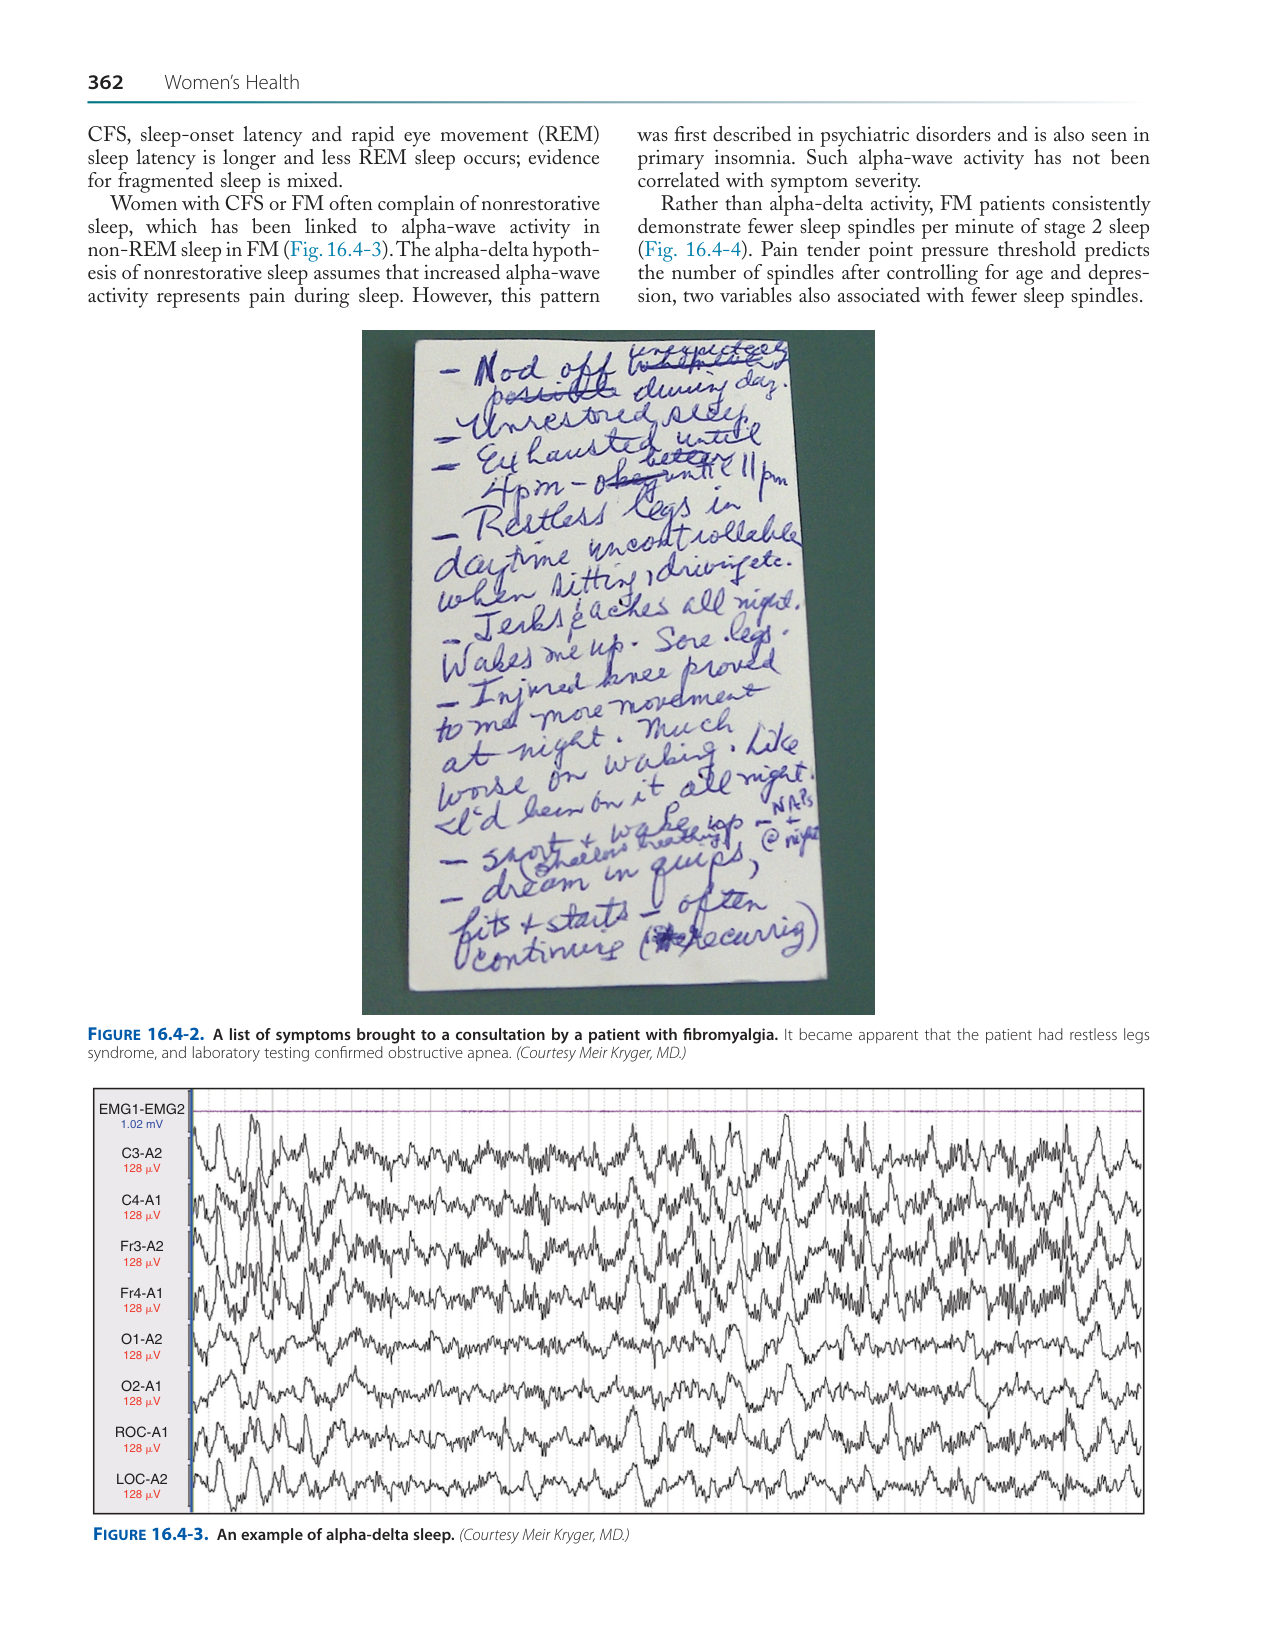 362 Women's Health
CFS, sleep-onset latency and rapid eye movement (REM)
sleep latency is longer and less REM sleep occurs; evidence
for fragmented sleep is mixed.
Women with CFS or FM often complain of nonrestorative
sleep, which has been linked to alpha-wave activity in
non-REM sleep in FM (Fig. 16.4-3). The alpha-delta hypoth-
esis of nonrestorative sleep assumes that increased alpha-wave
activity represents pain during sleep. However, this pattern
was first described in psychiatric disorders and is also seen in
primary insomnia. Such alpha-wave activity has not been
correlated with symptom severity.
Rather than alpha-delta activity, FM patients consistently
demonstrate fewer sleep spindles per minute of stage 2 sleep
(Fig. 16.4-4). Pain tender point pressure threshold predicts
the number of spindles after controlling for age and depres-
sion, two variables also associated with fewer sleep spindles.
unexpectedly
- Nod off
possible during day.
- Unrestored sleep
- Exhausted until
better
4pm - okay until 11pm
- Restless legs in
daytime uncontrollable
when sitting, driving etc.
- Jerks & aches all night.
Wakes me up. Sore legs.
- Injured knee proved
to me more movement
at night. Much
worse on waking. Like
I'd been on it all night.
- snort + wake up - NAPs +
(shallow breathing) @ night
- dream in quips,
fits + starts - often
continuing (recurrig)
FIGURE 16.4-2. A list of symptoms brought to a consultation by a patient with fibromyalgia. It became apparent that the patient had restless legs
syndrome, and laboratory testing confirmed obstructive apnea. (Courtesy Meir Kryger, MD.)
EMG1-EMG2
1.02 mV
C3-A2
128 µV
C4-A1
128 µV
Fr3-A2
128 µV
Fr4-A1
128 µV
O1-A2
128 µV
O2-A1
128 µV
ROC-A1
128 µV
LOC-A2
128 µV
FIGURE 16.4-3. An example of alpha-delta sleep. (Courtesy Meir Kryger, MD.)